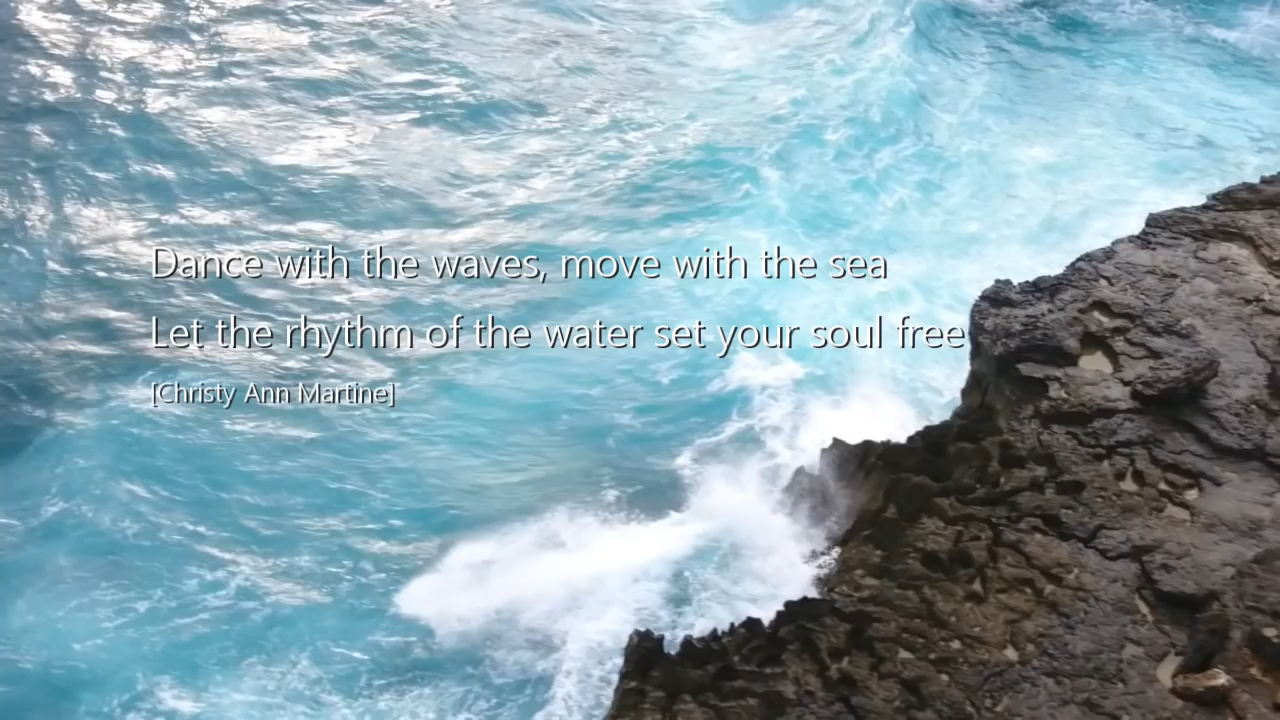 Dance with the waves, move with the sea
Let the rhythm of the water set your soul free
[Christy Ann Martine]